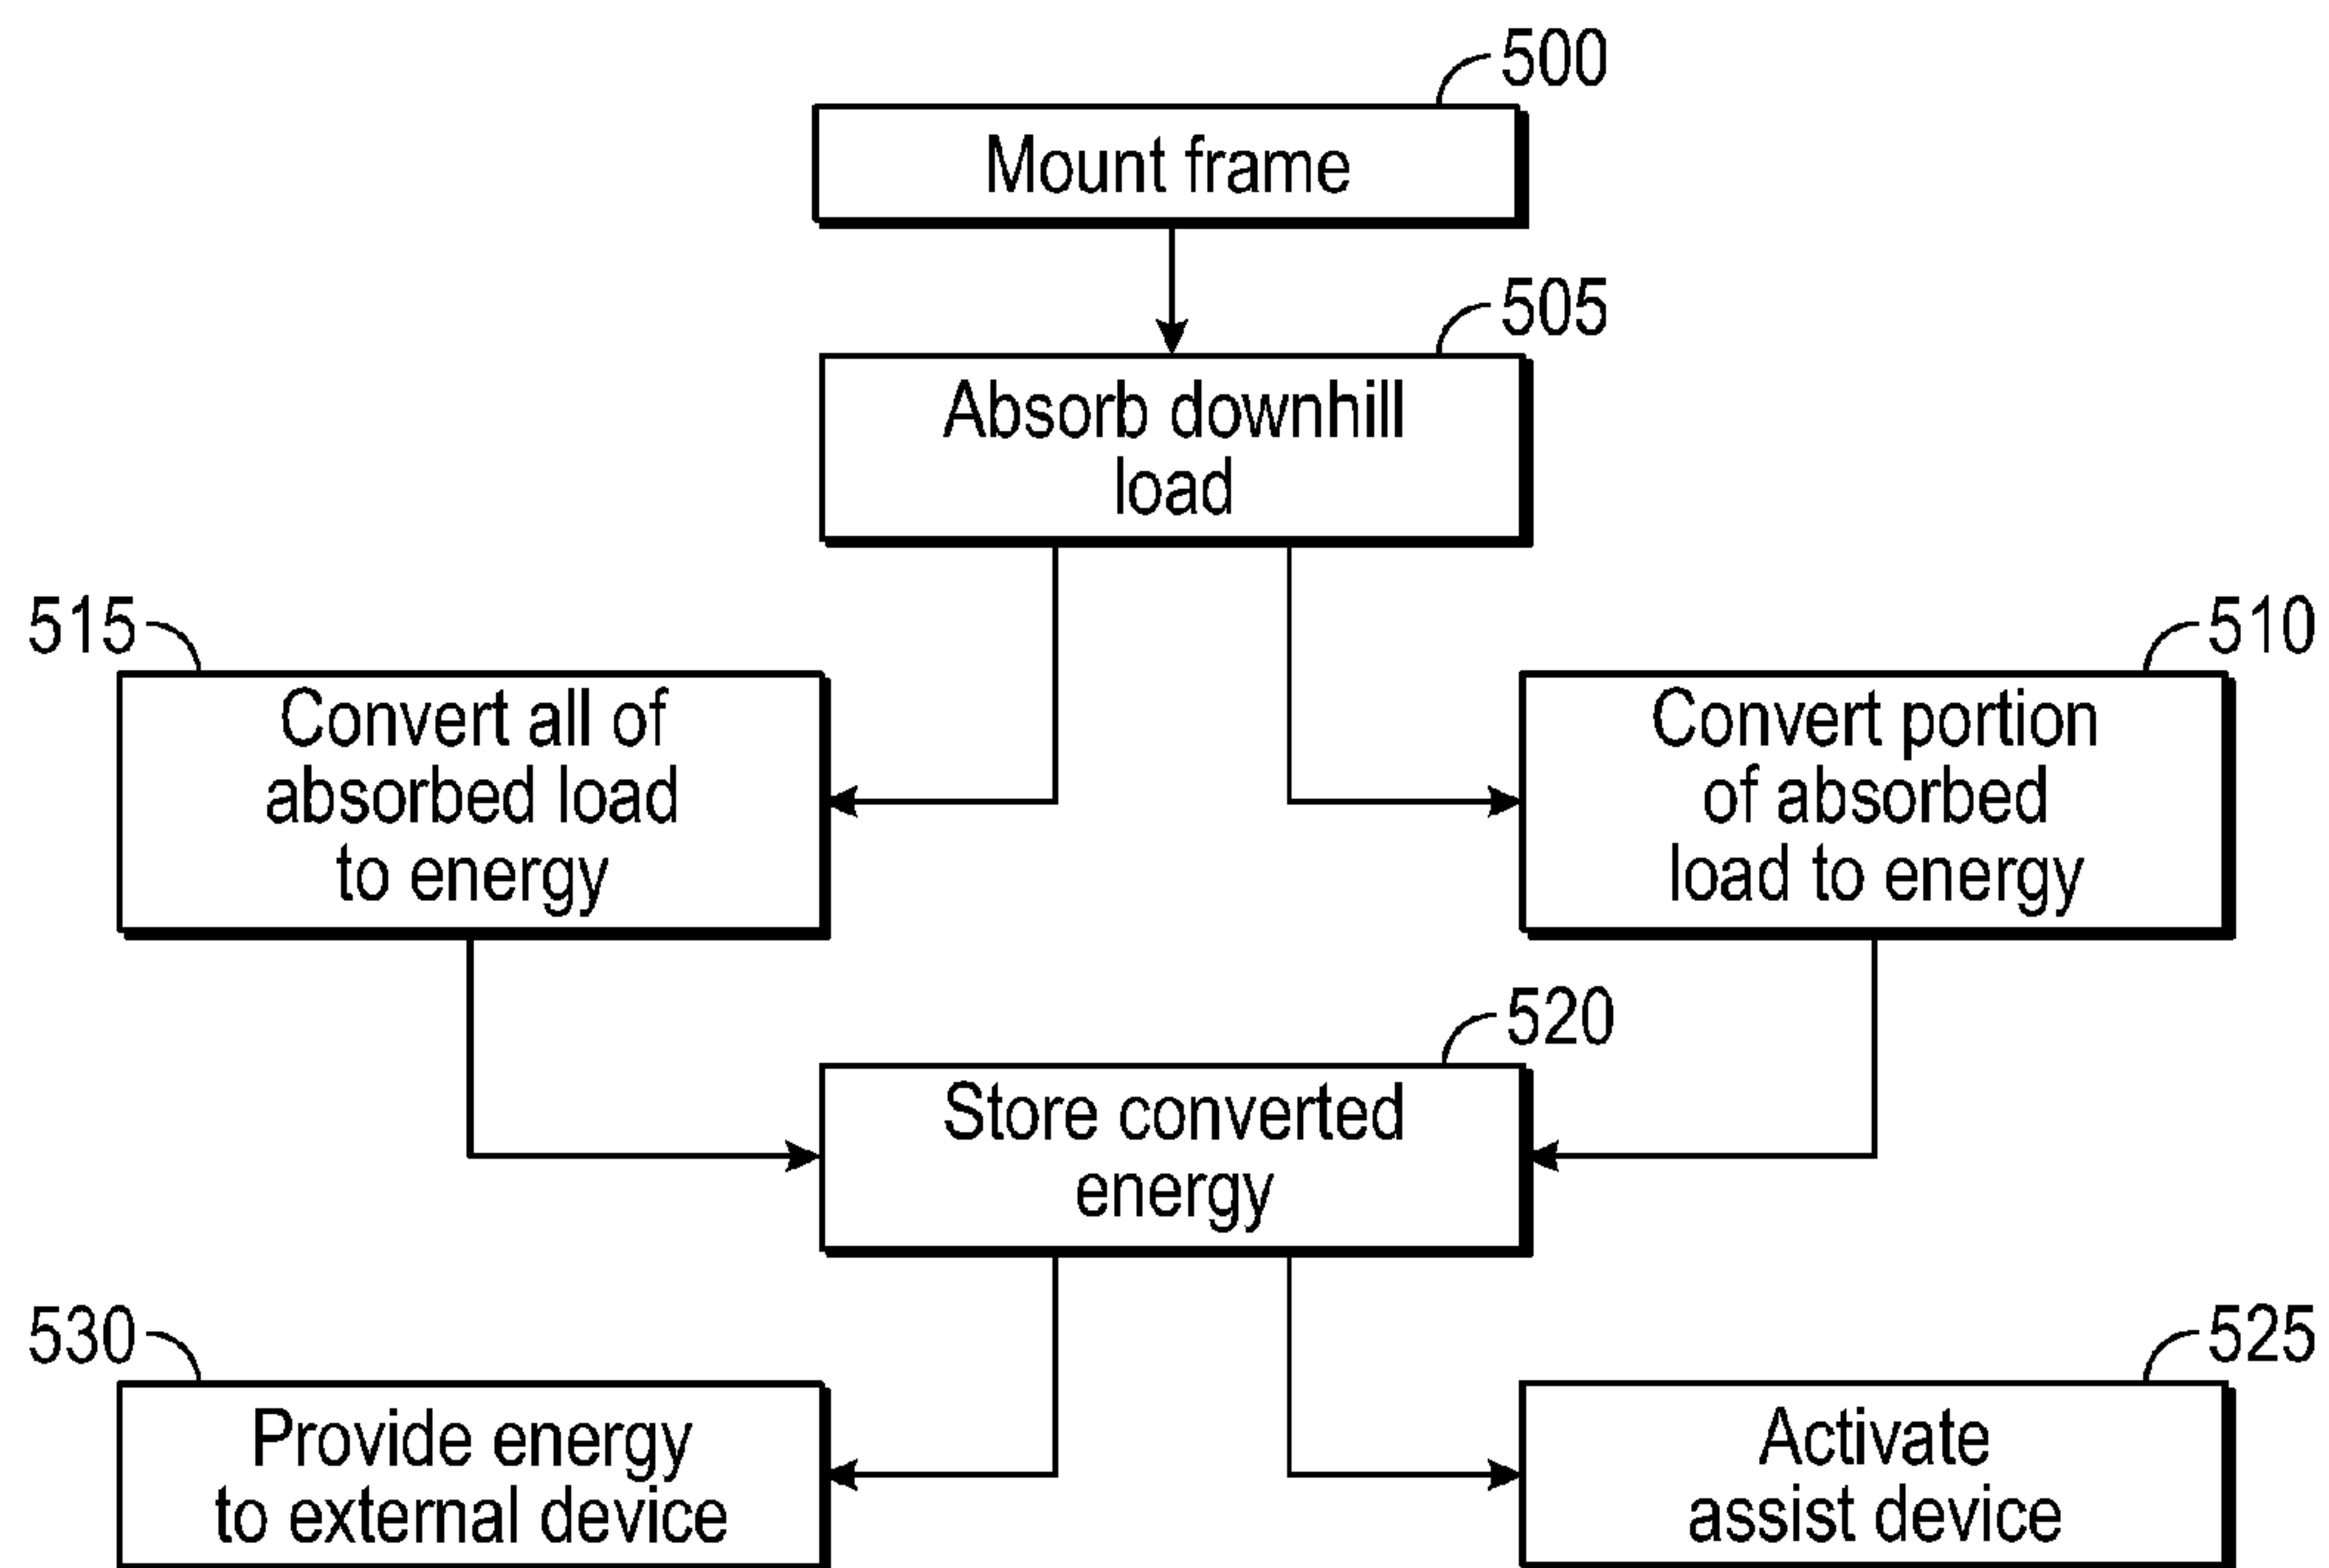 500
Mount frame
505
Absorb downhill
load
515
510
Convert all of
absorbed load
to energy
Convert portion
of absorbed
load to energy
520
Store converted
energy
530
525
Provide energy
to external device
Activate
assist device